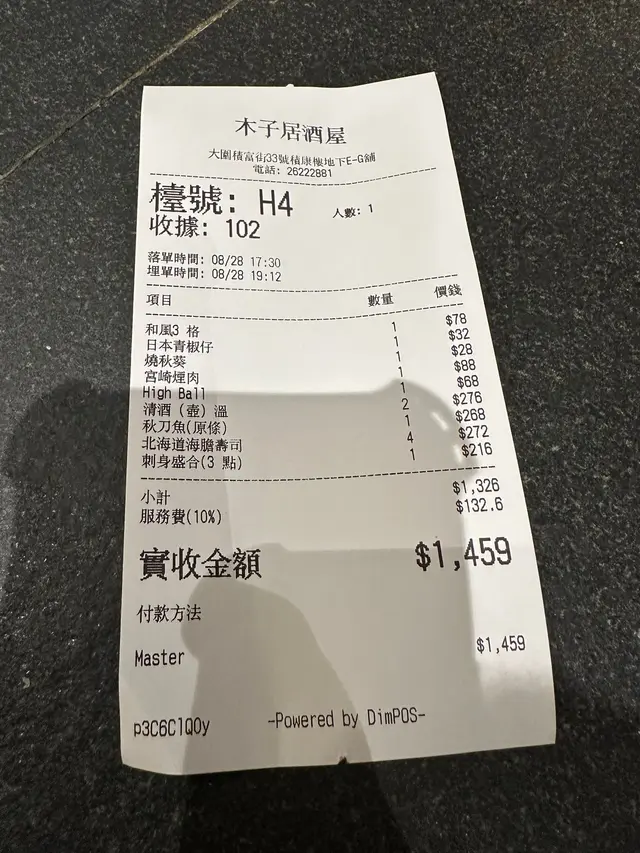 木子居酒屋
大圍積富街33號積康樓地下E-G舖
電話: 26222881
檯號: H4 人數: 1
收據: 102
落單時間: 08/28 17:30
埋單時間: 08/28 19:12
項目 數量 價錢
和風3 格 1 $78
日本青椒仔 1 $32
燒秋葵 1 $28
宮崎煙肉 1 $88
High Ball 1 $68
清酒（壺）溫 2 $276
秋刀魚(原條) 1 $268
北海道海膽壽司 4 $272
刺身盛合(3 點) 1 $216
小計 $1,326
服務費(10%) $132.6
實收金額 $1,459
付款方法
Master $1,459
p3C6C1QOy -Powered by DimPOS-